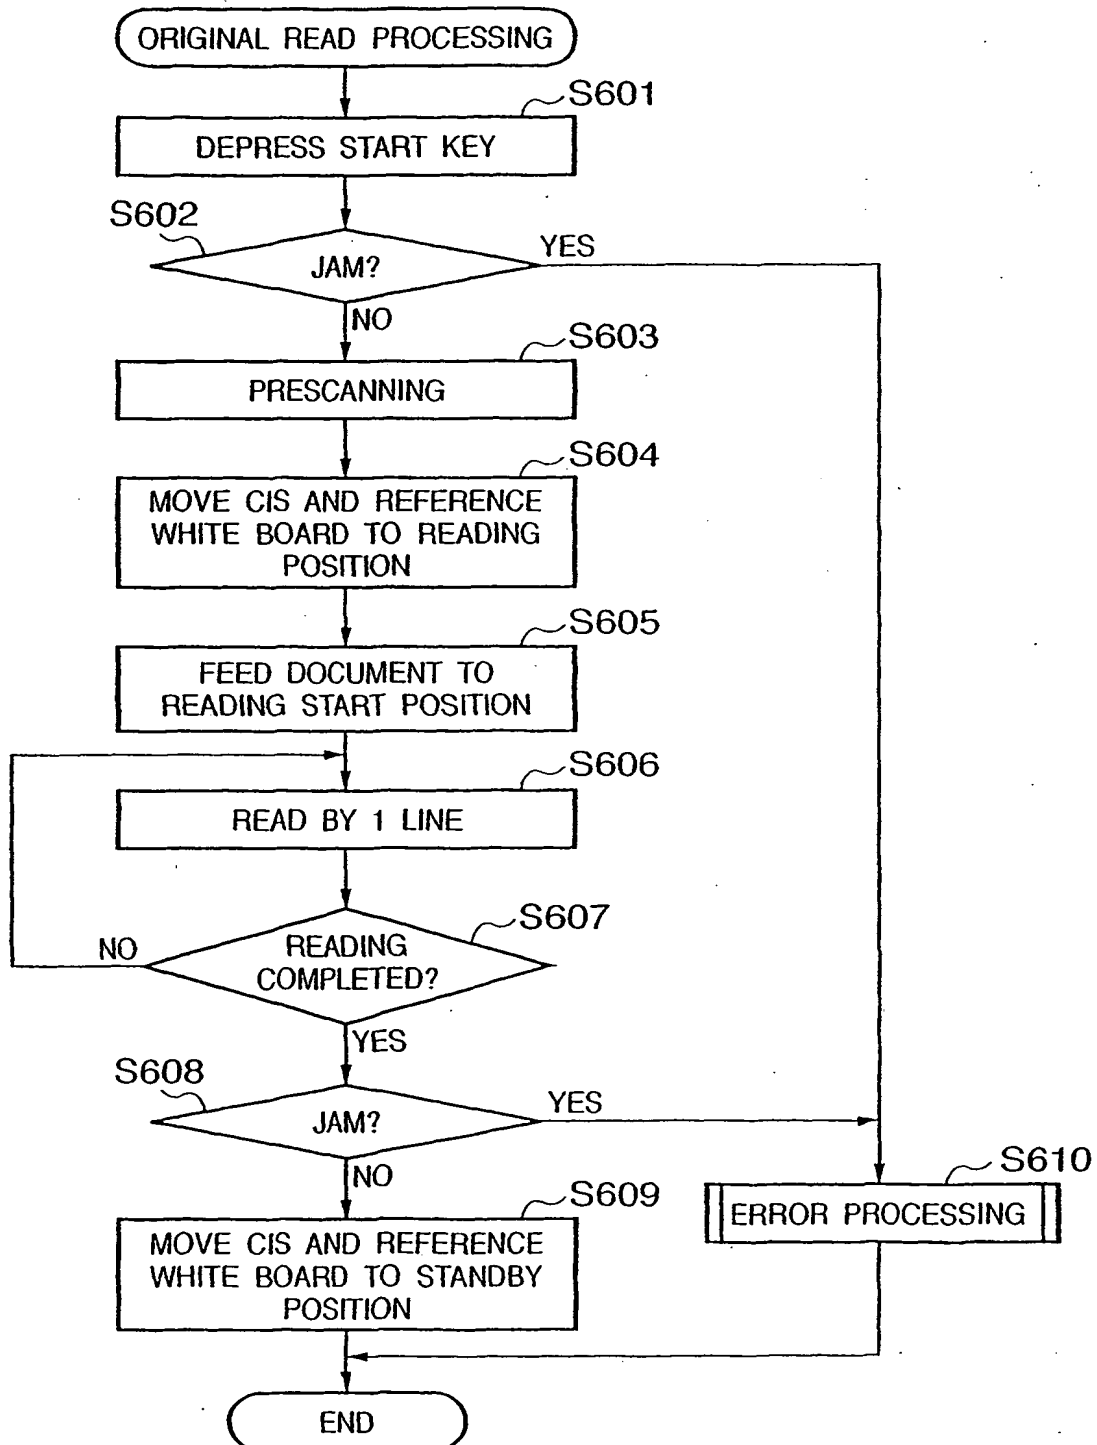 ORIGINAL READ PROCESSING
S601
DEPRESS START KEY
S602
JAM?
YES
NO
S603
PRESCANNING
S604
MOVE CIS AND REFERENCE
WHITE BOARD TO READING
POSITION
S605
FEED DOCUMENT TO
READING START POSITION
S606
READ BY 1 LINE
S607
NO
READING
COMPLETED?
YES
S608
JAM?
YES
NO
S609
MOVE CIS AND REFERENCE
WHITE BOARD TO STANDBY
POSITION
S610
ERROR PROCESSING
END